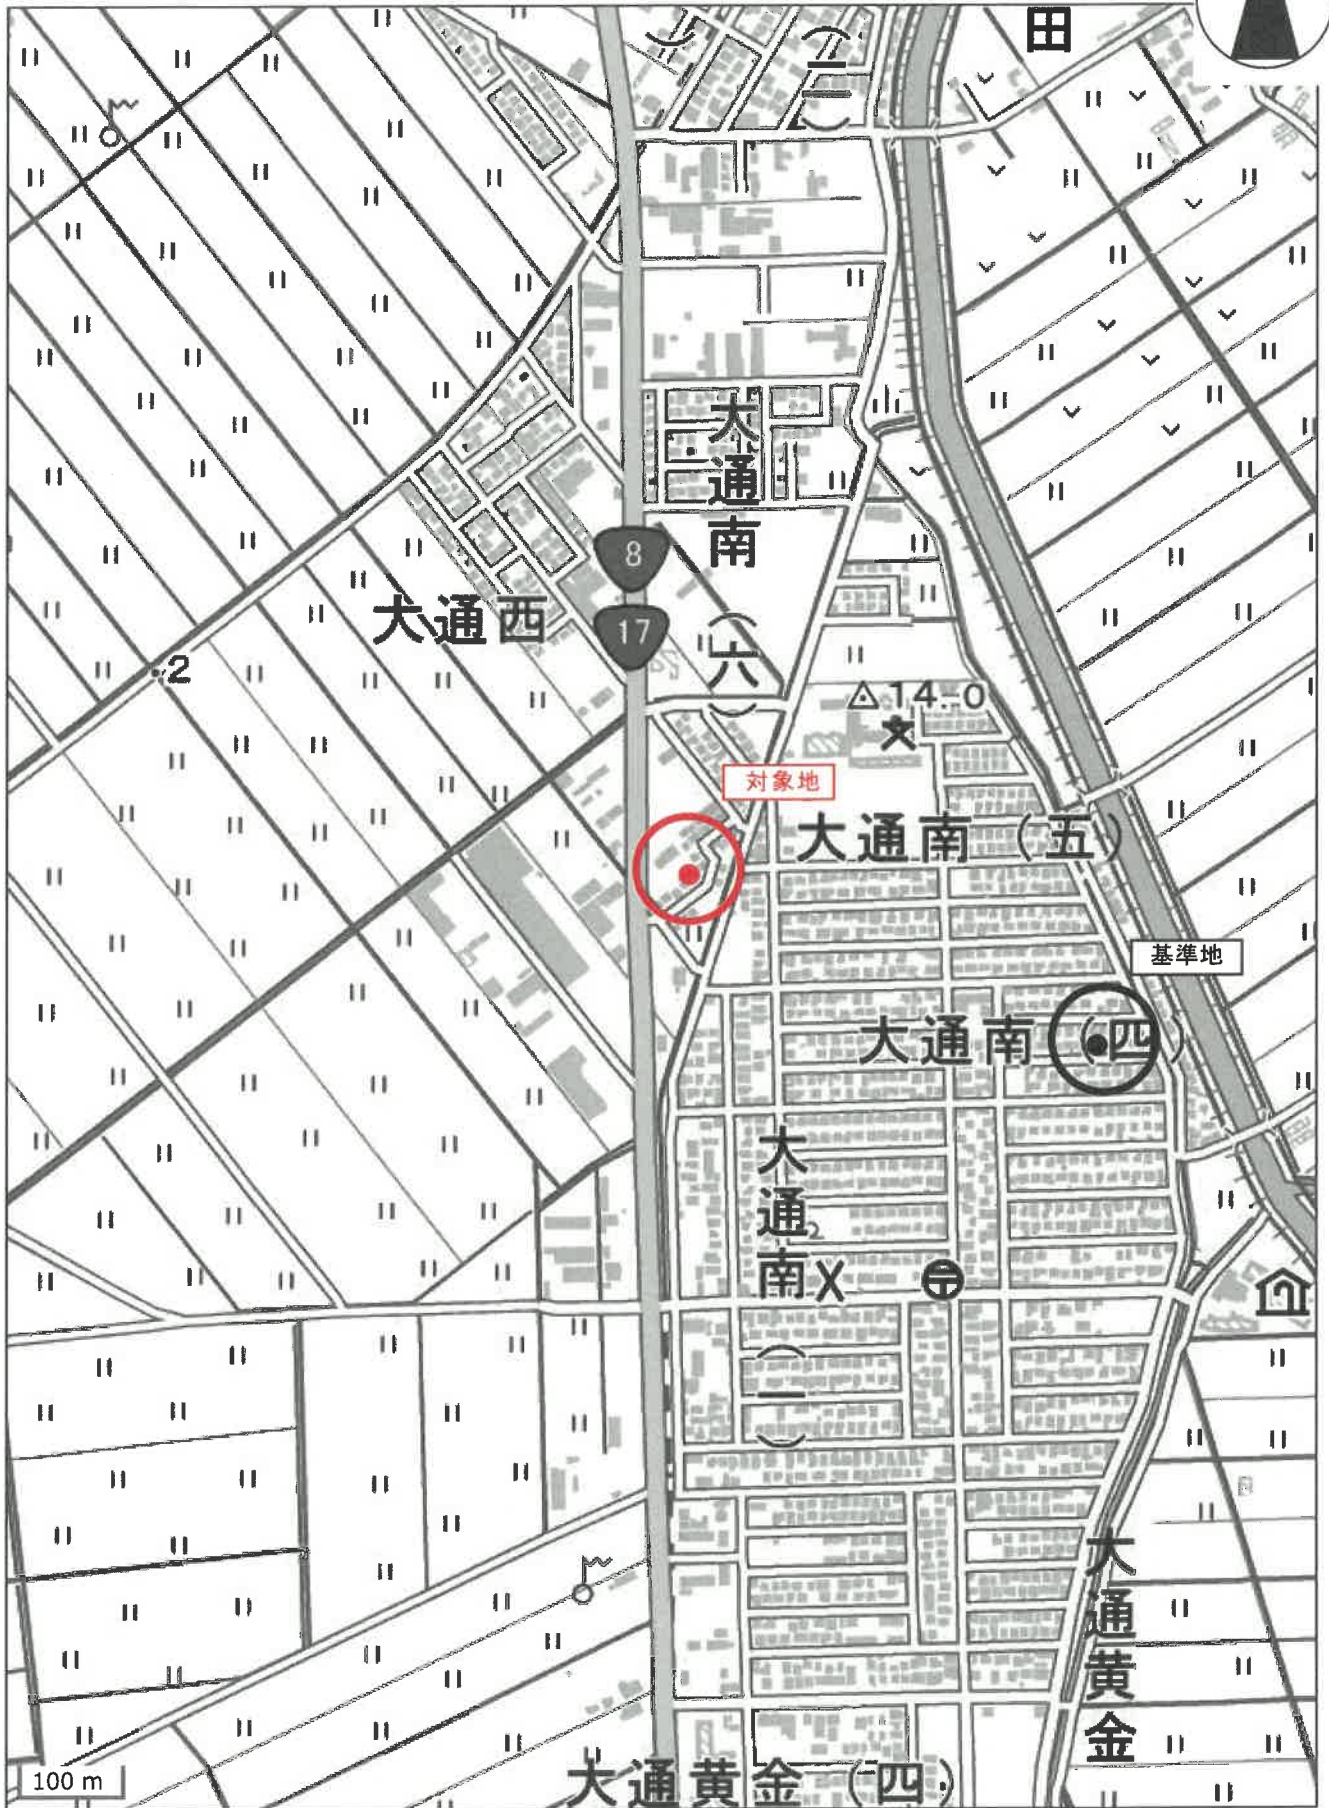 田
(二)
大通南
8
大通西
17
(六)
2
14.0
対象地
大通南(五)
基準地
大通南(四)
大通南
(一)
大通黄金
100 m
大通黄金(四)